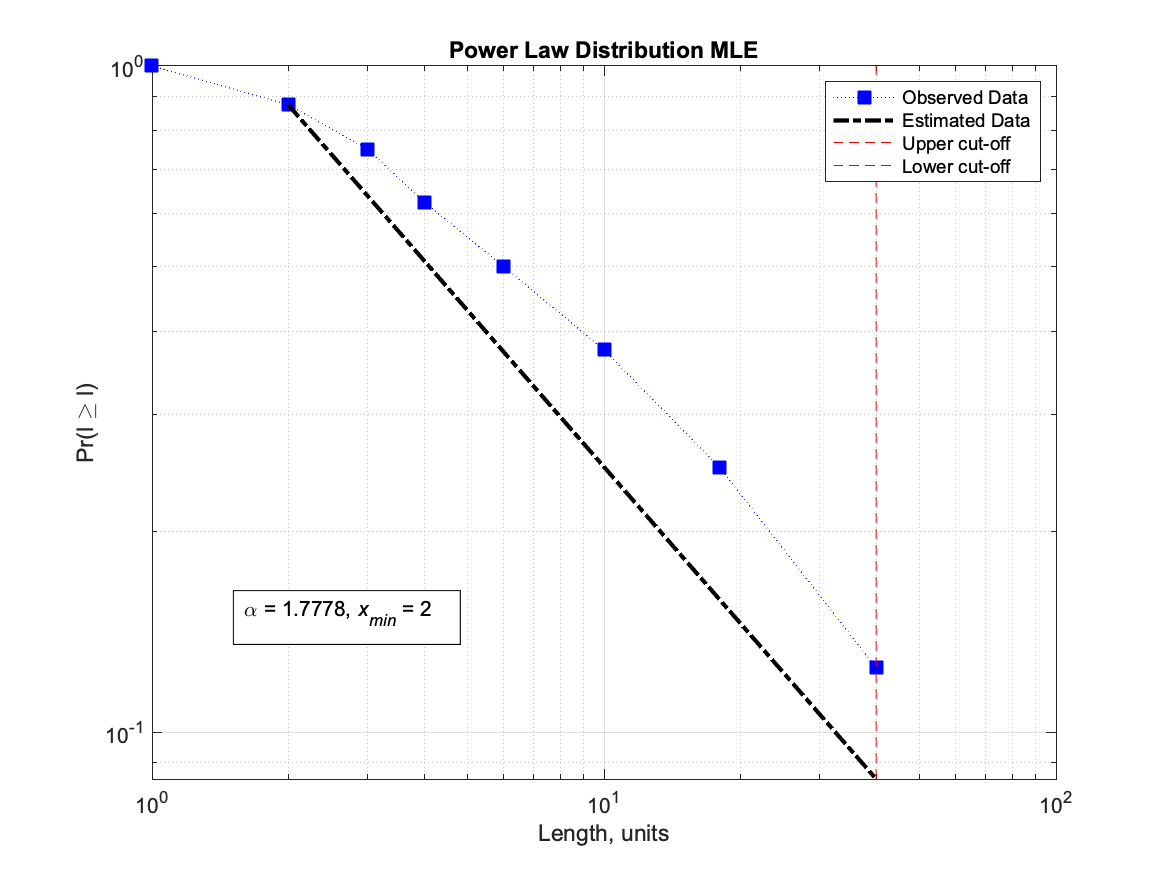 Power Law Distribution MLE
Observed Data
Estimated Data
Upper cut-off
Lower cut-off
10^0
Pr(l ≥ l)
α = 1.7778, x_min = 2
10^-1
10^0
10^1
10^2
Length, units